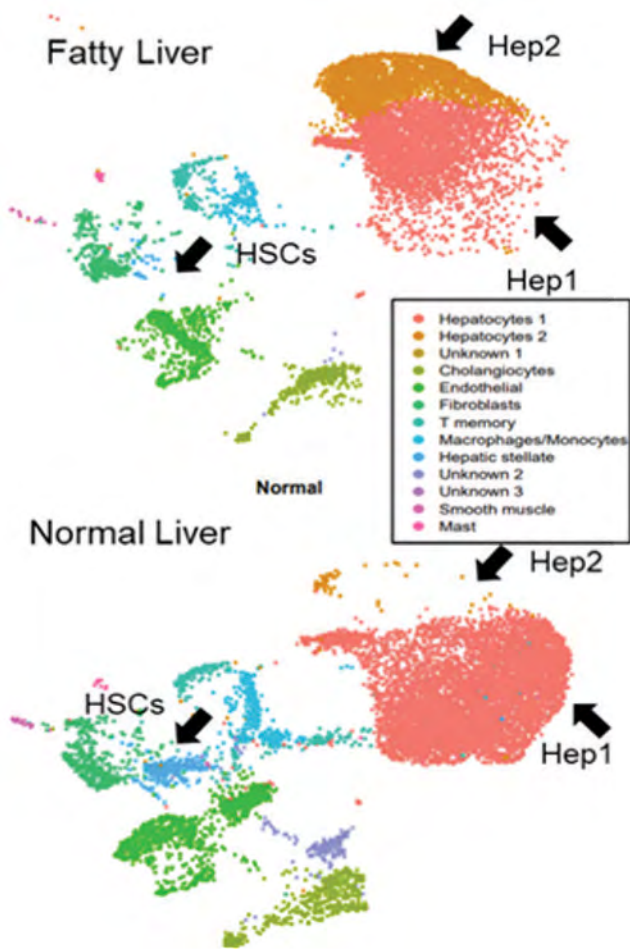 Fatty Liver
Hep2
HSCs
Hep1
Hepatocytes 1
Hepatocytes 2
Unknown 1
Cholangiocytes
Endothelial
Fibroblasts
T memory
Macrophages/Monocytes
Hepatic stellate
Unknown 2
Unknown 3
Smooth muscle
Mast
Normal
Normal Liver
Hep2
HSCs
Hep1